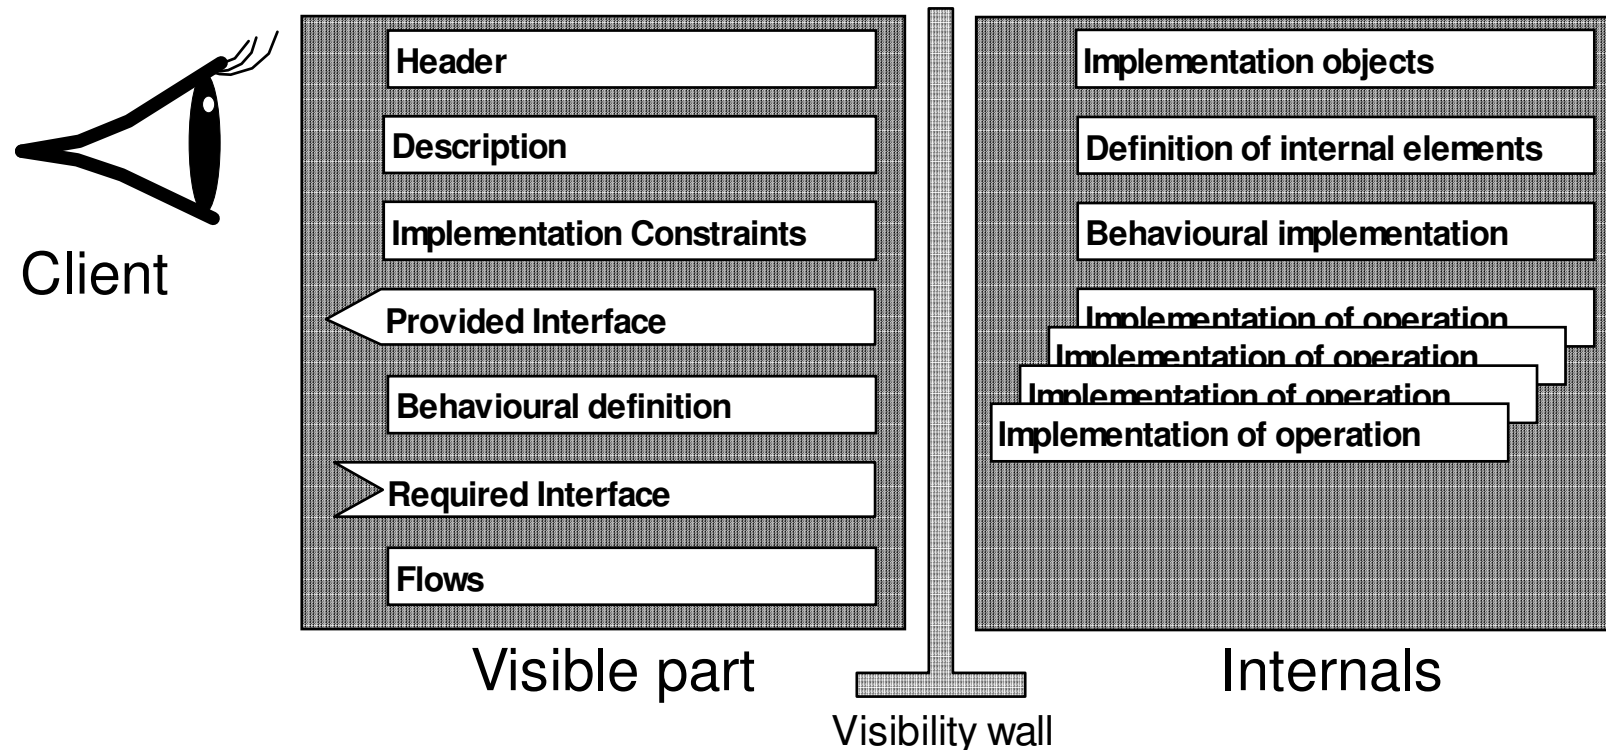 Client
Header
Description
Implementation Constraints
Provided Interface
Behavioural definition
Required Interface
Flows
Visible part
Visibility wall
Implementation objects
Definition of internal elements
Behavioural implementation
Implementation of operation
Implementation of operation
Implementation of operation
Implementation of operation
Internals